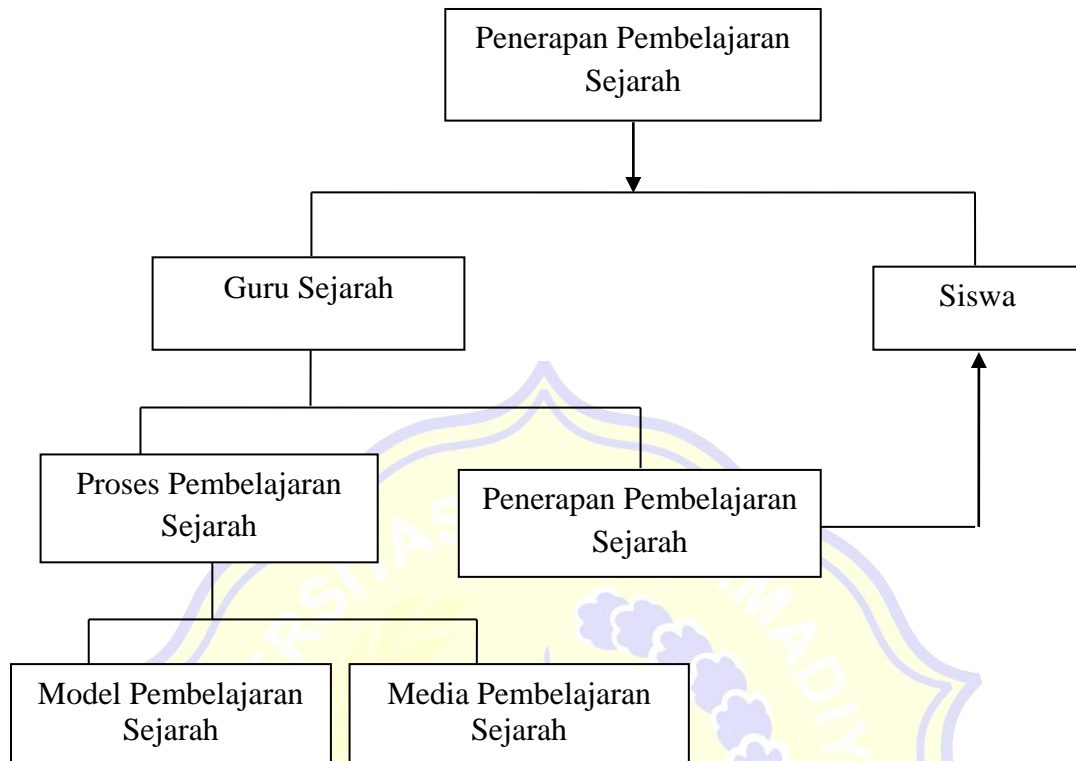 Penerapan Pembelajaran
Sejarah
Guru Sejarah
Siswa
Proses Pembelajaran
Sejarah
Penerapan Pembelajaran
Sejarah
Model Pembelajaran
Sejarah
Media Pembelajaran
Sejarah